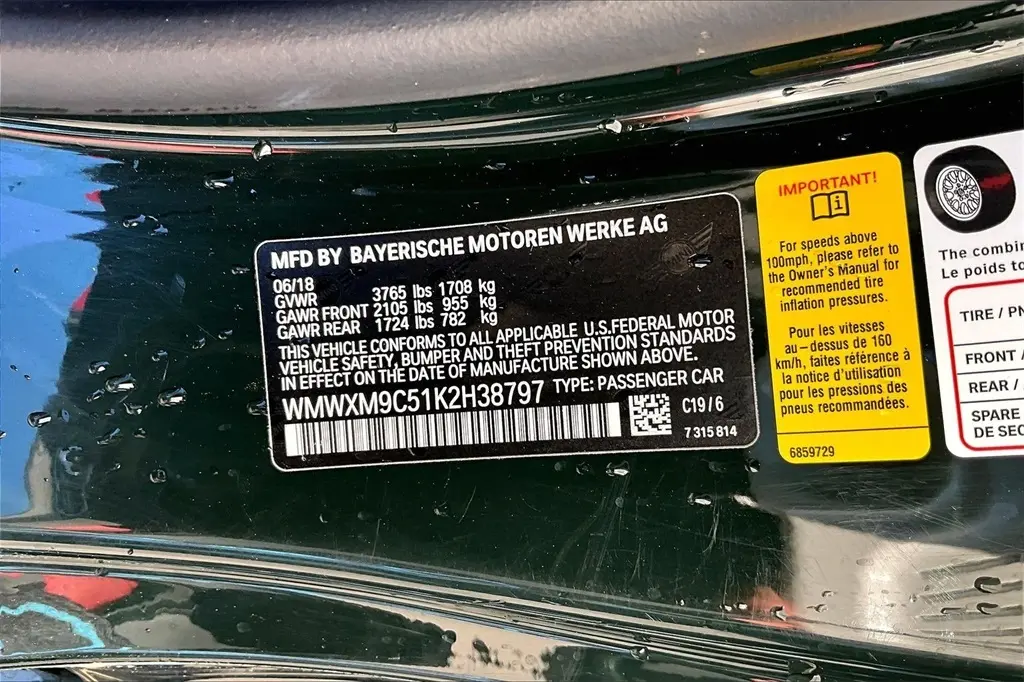 MFD BY BAYERISCHE MOTOREN WERKE AG
06/18
GVWR 3765 lbs 1708 kg
GAWR FRONT 2105 lbs 955 kg
GAWR REAR 1724 lbs 782 kg
THIS VEHICLE CONFORMS TO ALL APPLICABLE U.S.FEDERAL MOTOR
VEHICLE SAFETY, BUMPER AND THEFT PREVENTION STANDARDS
IN EFFECT ON THE DATE OF MANUFACTURE SHOWN ABOVE.
WMWXM9C51K2H38797 TYPE: PASSENGER CAR
C19/6
7 315 814
IMPORTANT!
i
For speeds above
100mph, please refer to
the Owner's Manual for
recommended tire
inflation pressures.
Pour les vitesses
au-dessus de 160
km/h, faites référence à
la notice d'utilisation
pour les pressions des
pneus recommandées.
6859729
The combin
Le poids to
TIRE / PN
FRONT /
REAR /
SPARE
DE SEC